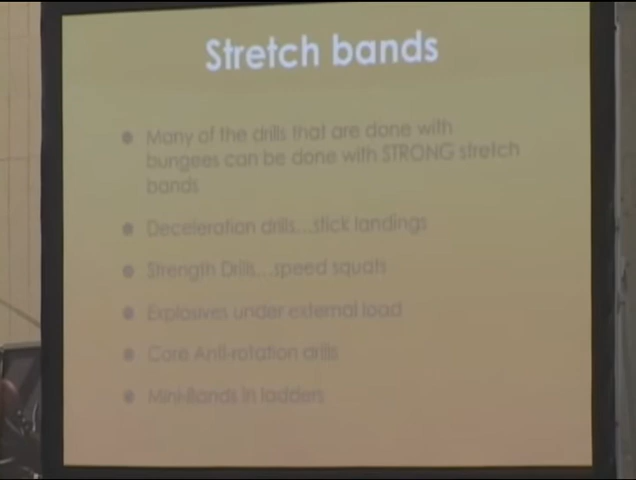 Stretch bands
Many of the drills that are done with
bungees can be done with STRONG stretch
bands
Deceleration drills...stick landings
Strength Drills...speed squats
Explosives under external load
Core Anti-rotation drills
Mini-Bands in ladders